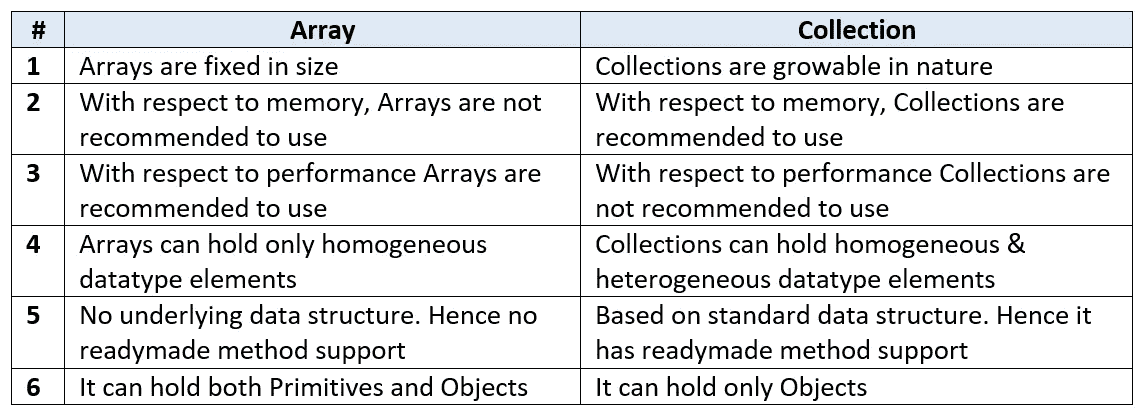 # Array Collection
1 Arrays are fixed in size Collections are growable in nature
2 With respect to memory, Arrays are not With respect to memory, Collections are
recommended to use recommended to use
3 With respect to performance Arrays are With respect to performance Collections are
recommended to use not recommended to use
4 Arrays can hold only homogeneous Collections can hold homogeneous &
datatype elements heterogeneous datatype elements
5 No underlying data structure. Hence no Based on standard data structure. Hence it
readymade method support has readymade method support
6 It can hold both Primitives and Objects It can hold only Objects